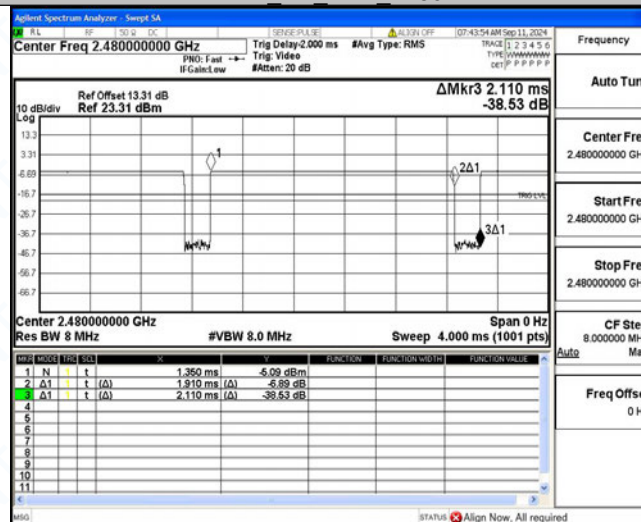 Agilent Spectrum Analyzer - Swept SA
RL RF 50 Ω DC SENSE:PULSE ALIGN OFF 07:43:54 AM Sep 11, 2024
Center Freq 2.480000000 GHz
PNO: Fast
IFGain:Low
Trig Delay-2.000 ms
Trig: Video
#Atten: 20 dB
#Avg Type: RMS
TRACE 1 2 3 4 5 6
TYPE WWWWWW
DET P P P P P P
Ref Offset 13.31 dB
10 dB/div Ref 23.31 dBm
Log
ΔMkr3 2.110 ms
-38.53 dB
13.3
3.31
-6.69
-16.7
-26.7
-36.7
-46.7
-56.7
-66.7
1
2Δ1
3Δ1
TRIG LVL
Center 2.480000000 GHz Span 0 Hz
Res BW 8 MHz #VBW 8.0 MHz Sweep 4.000 ms (1001 pts)
MKR MODE TRC SCL X Y FUNCTION FUNCTION WIDTH FUNCTION VALUE
1 N 1 t 1.350 ms -5.09 dBm
2 Δ1 1 t (Δ) 1.910 ms (Δ) -6.89 dB
3 Δ1 1 t (Δ) 2.110 ms (Δ) -38.53 dB
4
5
6
7
8
9
10
11
MSG STATUS Align Now, All required
Frequency
Auto Tun
Center Fre
2.480000000 GH
Start Fre
2.480000000 GH
Stop Fre
2.480000000 GH
CF Ste
8.000000 MH
Auto Ma
Freq Offse
0 H